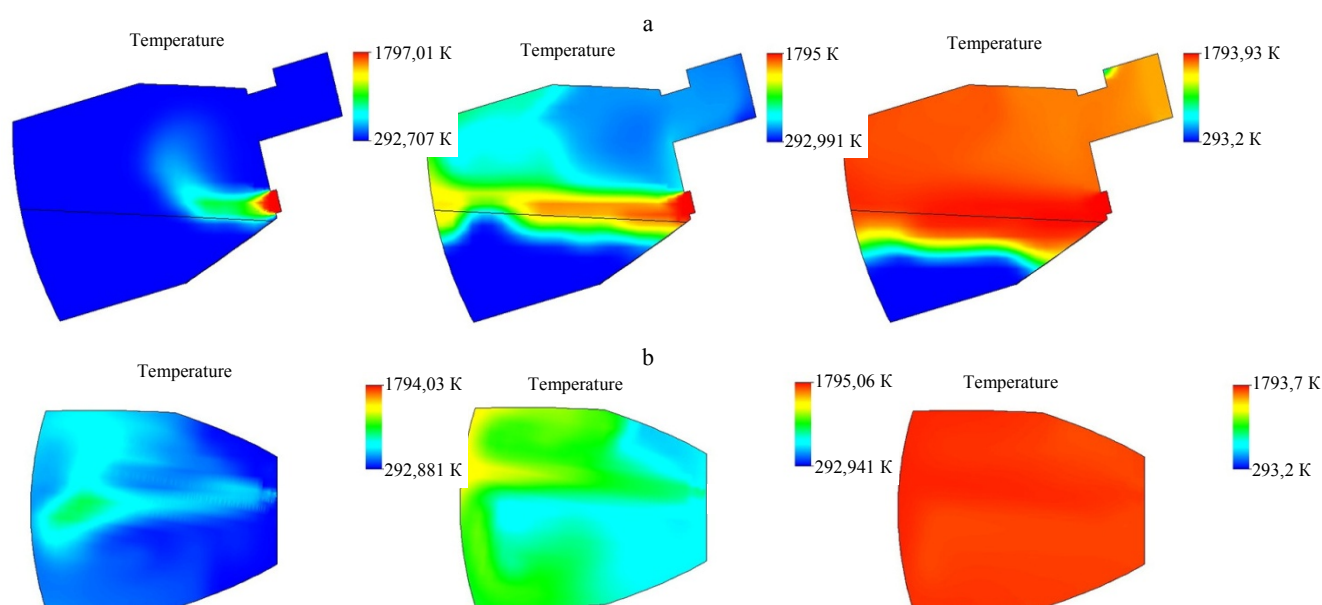 a
Temperature
1797,01 K
292,707 K
Temperature
1795 K
292,991 K
Temperature
1793,93 K
293,2 K
b
Temperature
1794,03 K
292,881 K
Temperature
1795,06 K
292,941 K
Temperature
1793,7 K
293,2 K